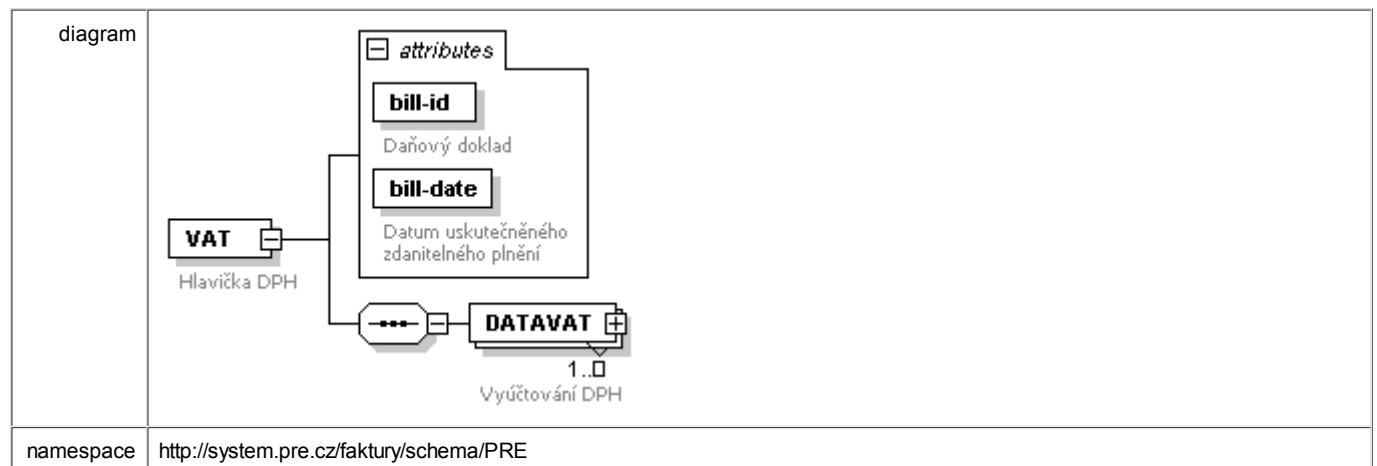 diagram
attributes
bill-id
Daňový doklad
bill-date
Datum uskutečněného
zdanitelného plnění
VAT
Hlavička DPH
DATAVAT
1..
Vyúčtování DPH
namespace http://system.pre.cz/faktury/schema/PRE